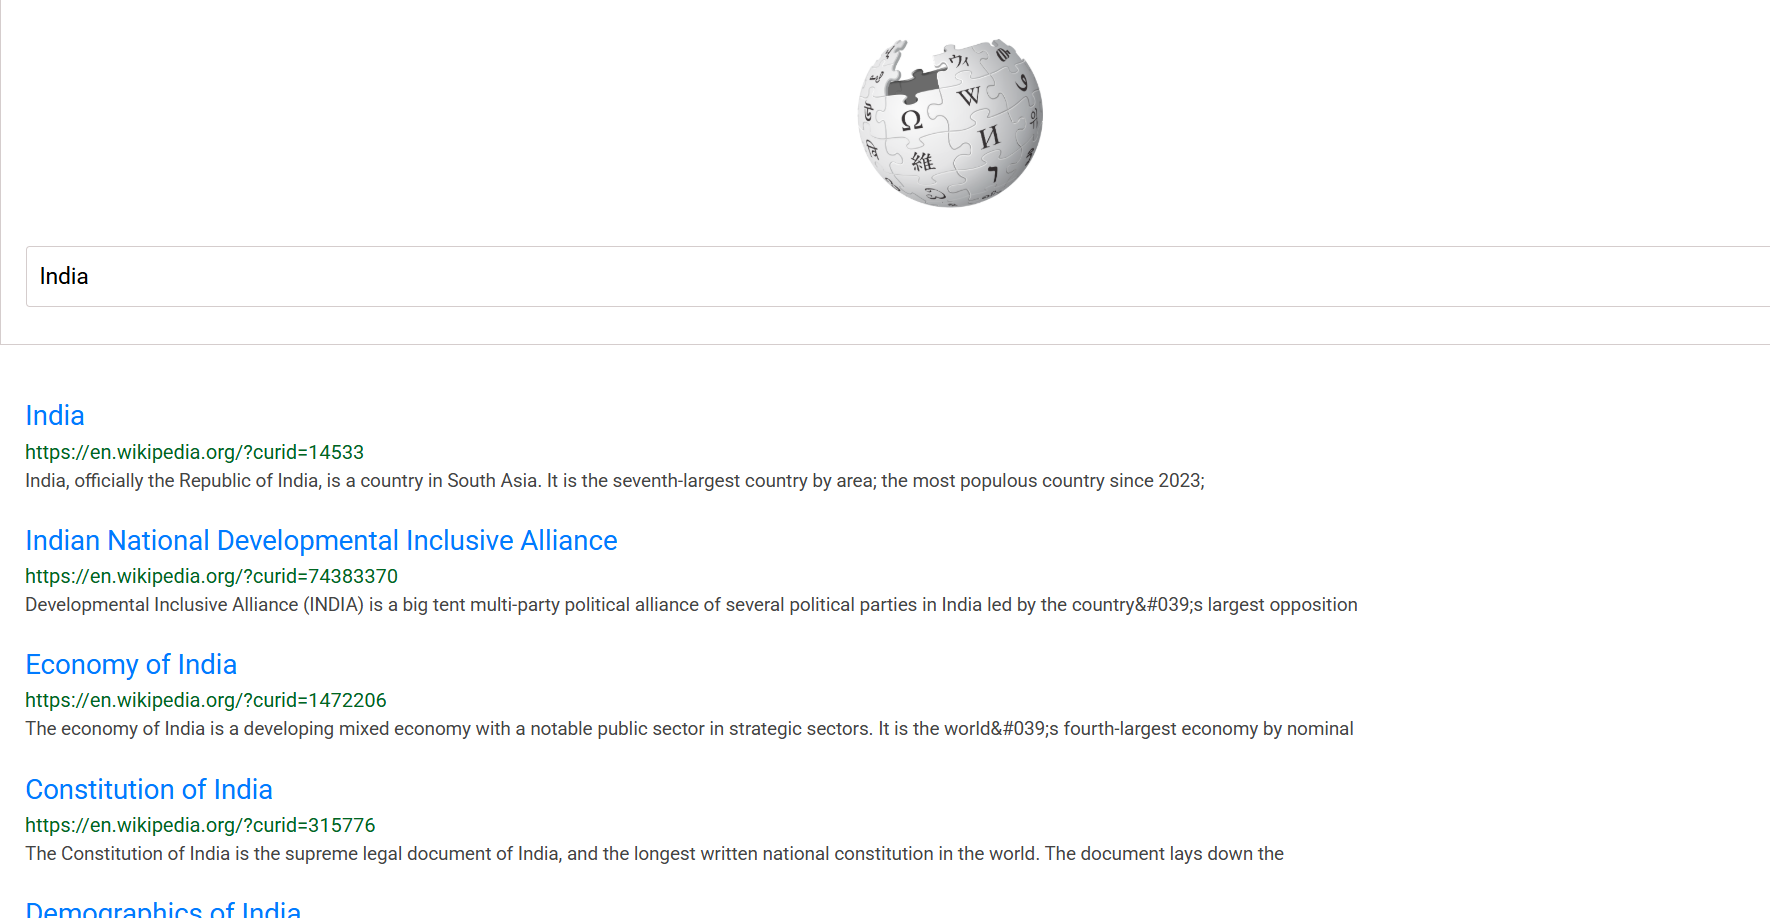 India
India
https://en.wikipedia.org/?curid=14533
India, officially the Republic of India, is a country in South Asia. It is the seventh-largest country by area; the most populous country since 2023;
Indian National Developmental Inclusive Alliance
https://en.wikipedia.org/?curid=74383370
Developmental Inclusive Alliance (INDIA) is a big tent multi-party political alliance of several political parties in India led by the country&#039;s largest opposition
Economy of India
https://en.wikipedia.org/?curid=1472206
The economy of India is a developing mixed economy with a notable public sector in strategic sectors. It is the world&#039;s fourth-largest economy by nominal
Constitution of India
https://en.wikipedia.org/?curid=315776
The Constitution of India is the supreme legal document of India, and the longest written national constitution in the world. The document lays down the
Demographics of India